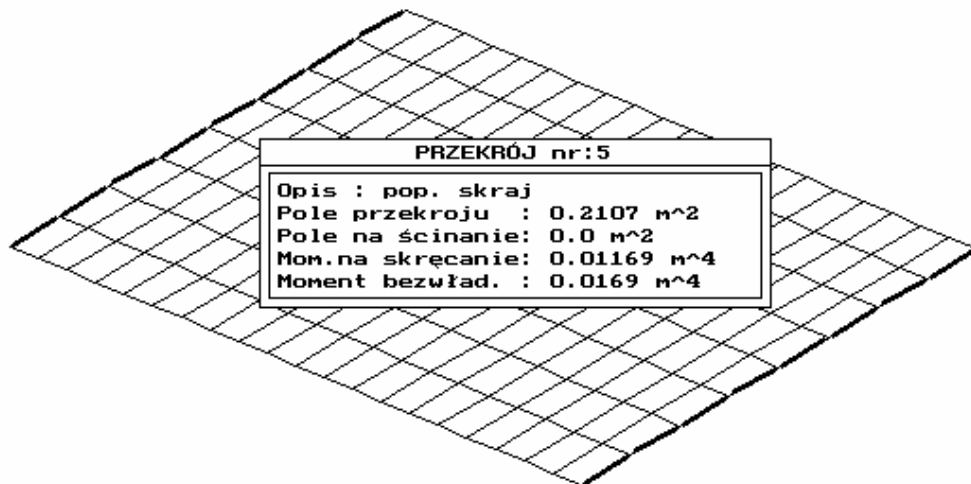 PRZEKRÓJ nr:5
Opis : pop. skraj
Pole przekroju : 0.2107 m^2
Pole na ścinanie: 0.0 m^2
Mom.na skręcanie: 0.01169 m^4
Moment bezwład. : 0.0169 m^4